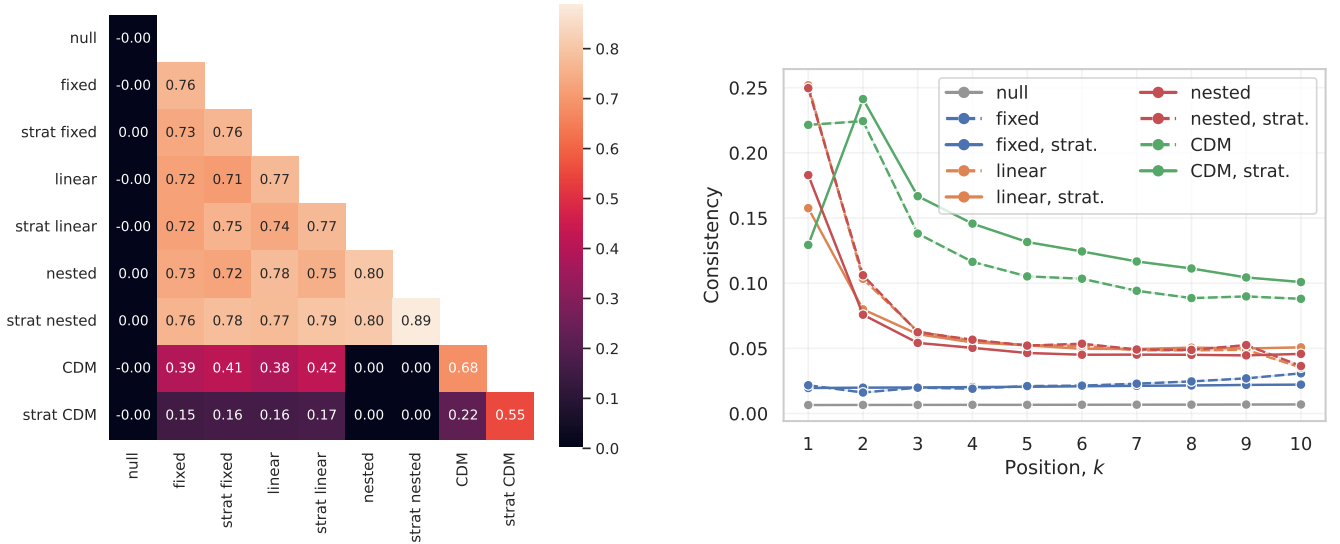 null
-0.00
fixed
-0.00 0.76
strat fixed
0.00 0.73 0.76
linear
-0.00 0.72 0.71 0.77
strat linear
-0.00 0.72 0.75 0.74 0.77
nested
0.00 0.73 0.72 0.78 0.75 0.80
strat nested
0.00 0.76 0.78 0.77 0.79 0.80 0.89
CDM
-0.00 0.39 0.41 0.38 0.42 0.00 0.00 0.68
strat CDM
-0.00 0.15 0.16 0.16 0.17 0.00 0.00 0.22 0.55
null
fixed
strat fixed
linear
strat linear
nested
strat nested
CDM
strat CDM
0.8
0.7
0.6
0.5
0.4
0.3
0.2
0.1
0.0
Consistency
0.25
0.20
0.15
0.10
0.05
0.00
null
fixed
fixed, strat.
linear
linear, strat.
nested
nested, strat.
CDM
CDM, strat.
1 2 3 4 5 6 7 8 9 10
Position, k